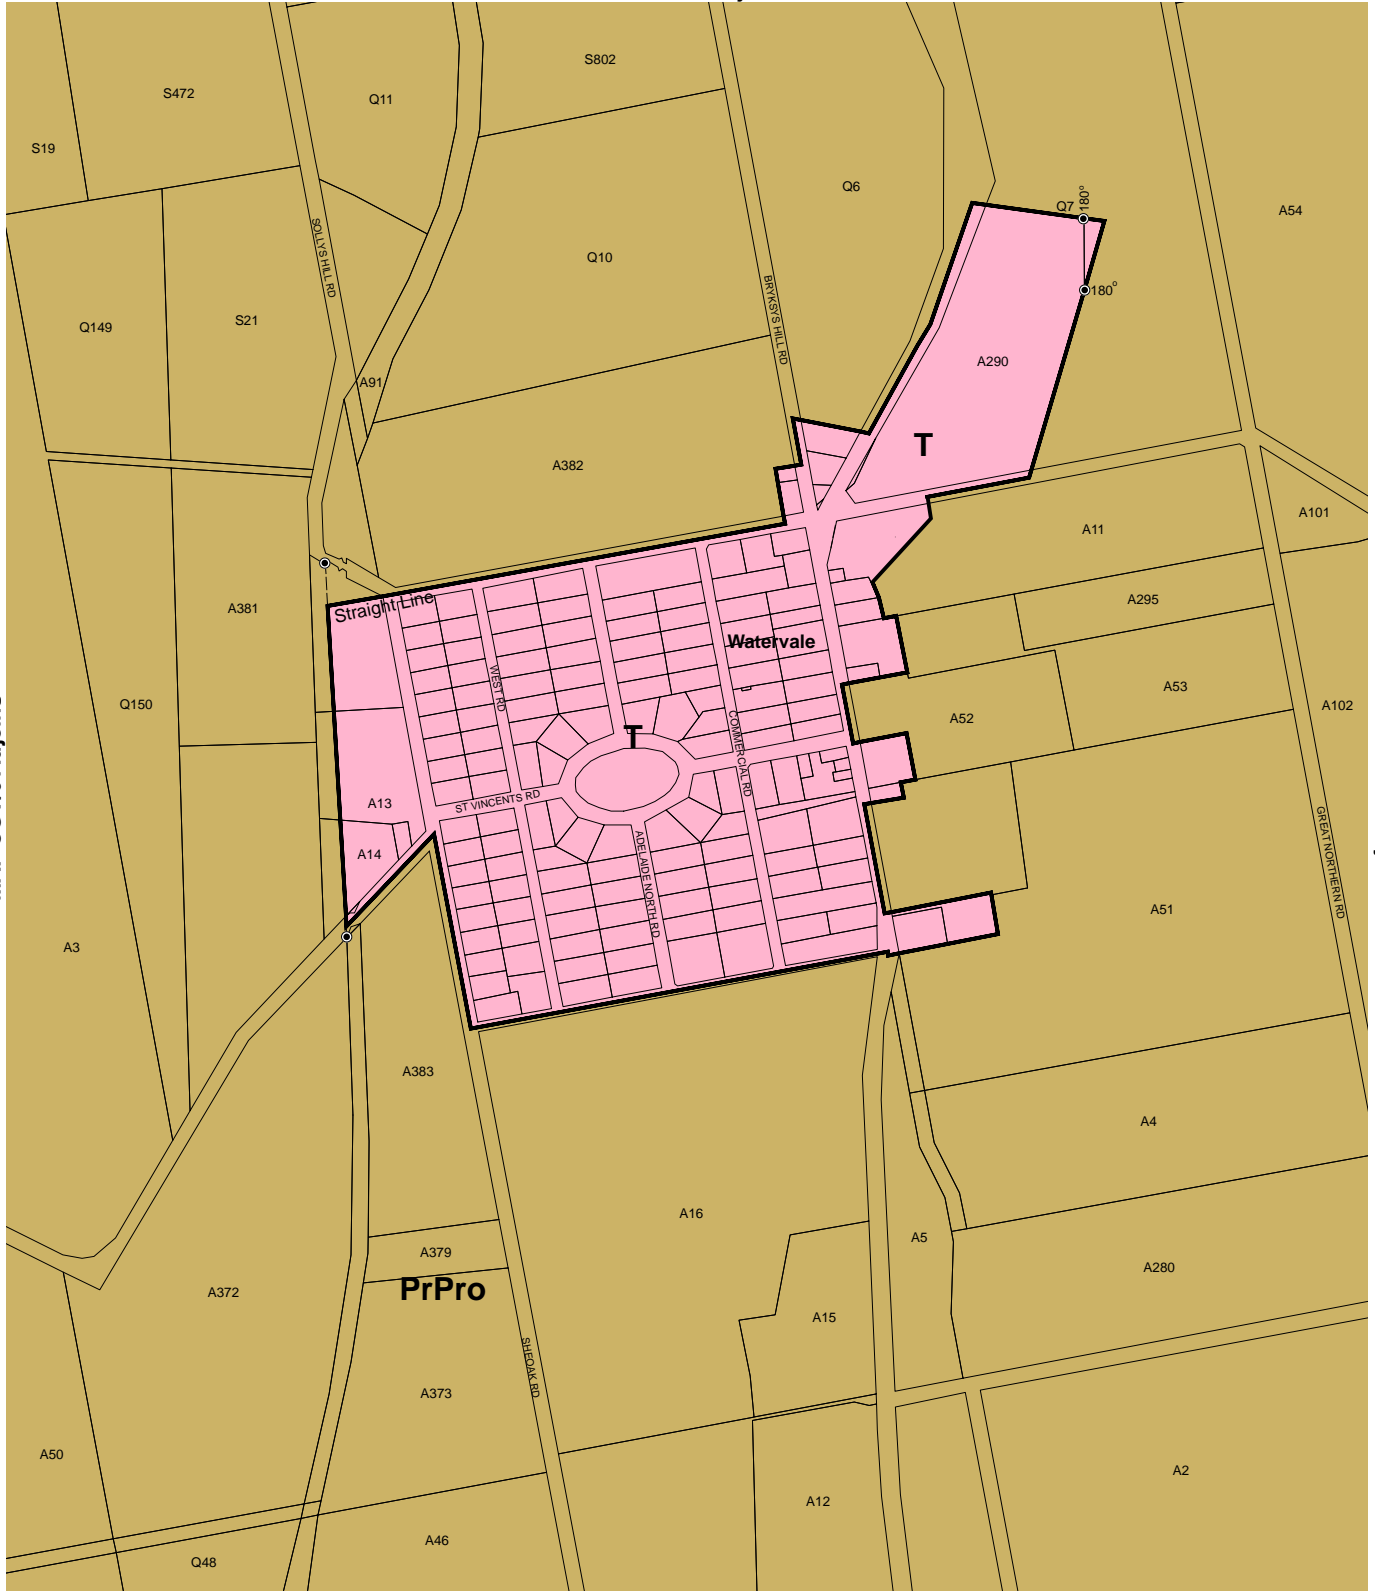 S802
S472
Q11
S19
Q6
180°
Q7
A54
SOLLYS HILL RD
Q10
180°
BRYKSYS HILL RD
S21
Q149
A290
A91
T
A382
A101
A11
Straight Line
A381
A295
Watervale
WEST RD
A53
Q150
A102
A52
T
COMMERCIAL RD
ST VINCENTS RD
A13
GREAT NORTHERN RD
A14
ADELAIDE NORTH RD
A51
A3
A383
A4
A16
A5
A379
A280
PrPro
A372
A15
SHEOAK RD
A373
A50
A2
A12
A46
Q48